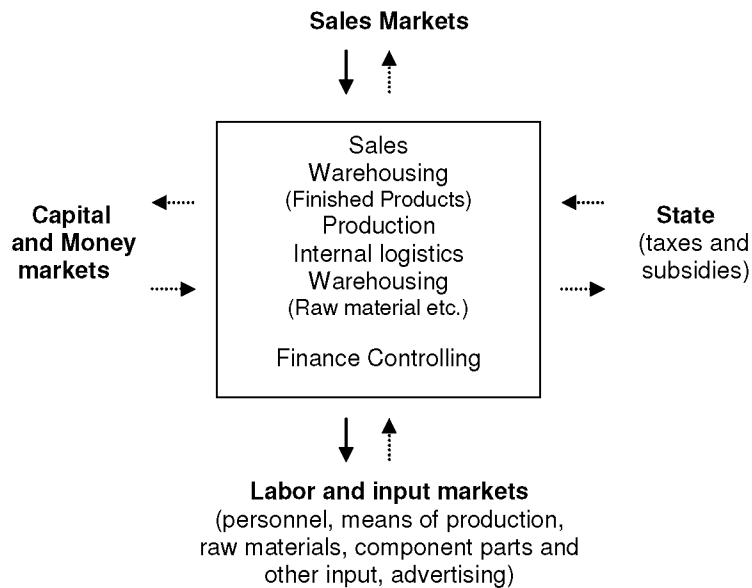 Sales Markets
Sales
Warehousing
(Finished Products)
Production
Internal logistics
Warehousing
(Raw material etc.)
Finance Controlling
Capital
and Money
markets
State
(taxes and
subsidies)
Labor and input markets
(personnel, means of production,
raw materials, component parts and
other input, advertising)